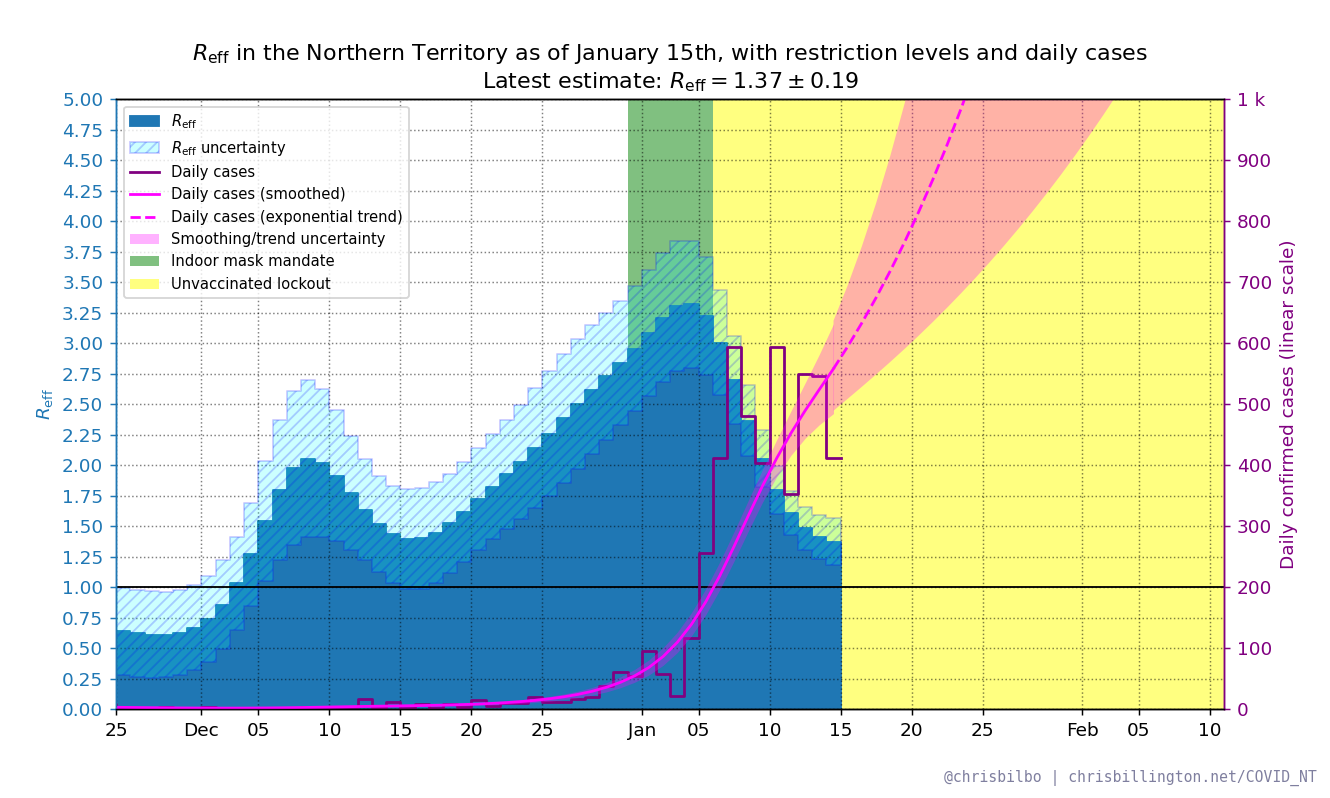 Reff in the Northern Territory as of January 15th, with restriction levels and daily cases
Latest estimate: Reff = 1.37 ± 0.19
5.00
4.75
4.50
4.25
4.00
3.75
3.50
3.25
3.00
2.75
2.50
2.25
2.00
1.75
1.50
1.25
1.00
0.75
0.50
0.25
0.00
Reff
Reff
Reff uncertainty
Daily cases
Daily cases (smoothed)
Daily cases (exponential trend)
Smoothing/trend uncertainty
Indoor mask mandate
Unvaccinated lockout
1 k
900
800
700
600
500
400
300
200
100
0
Daily confirmed cases (linear scale)
25 Dec 05 10 15 20 25 Jan 05 10 15 20 25 Feb 05 10
@chrisbilbo | chrisbillington.net/COVID_NT